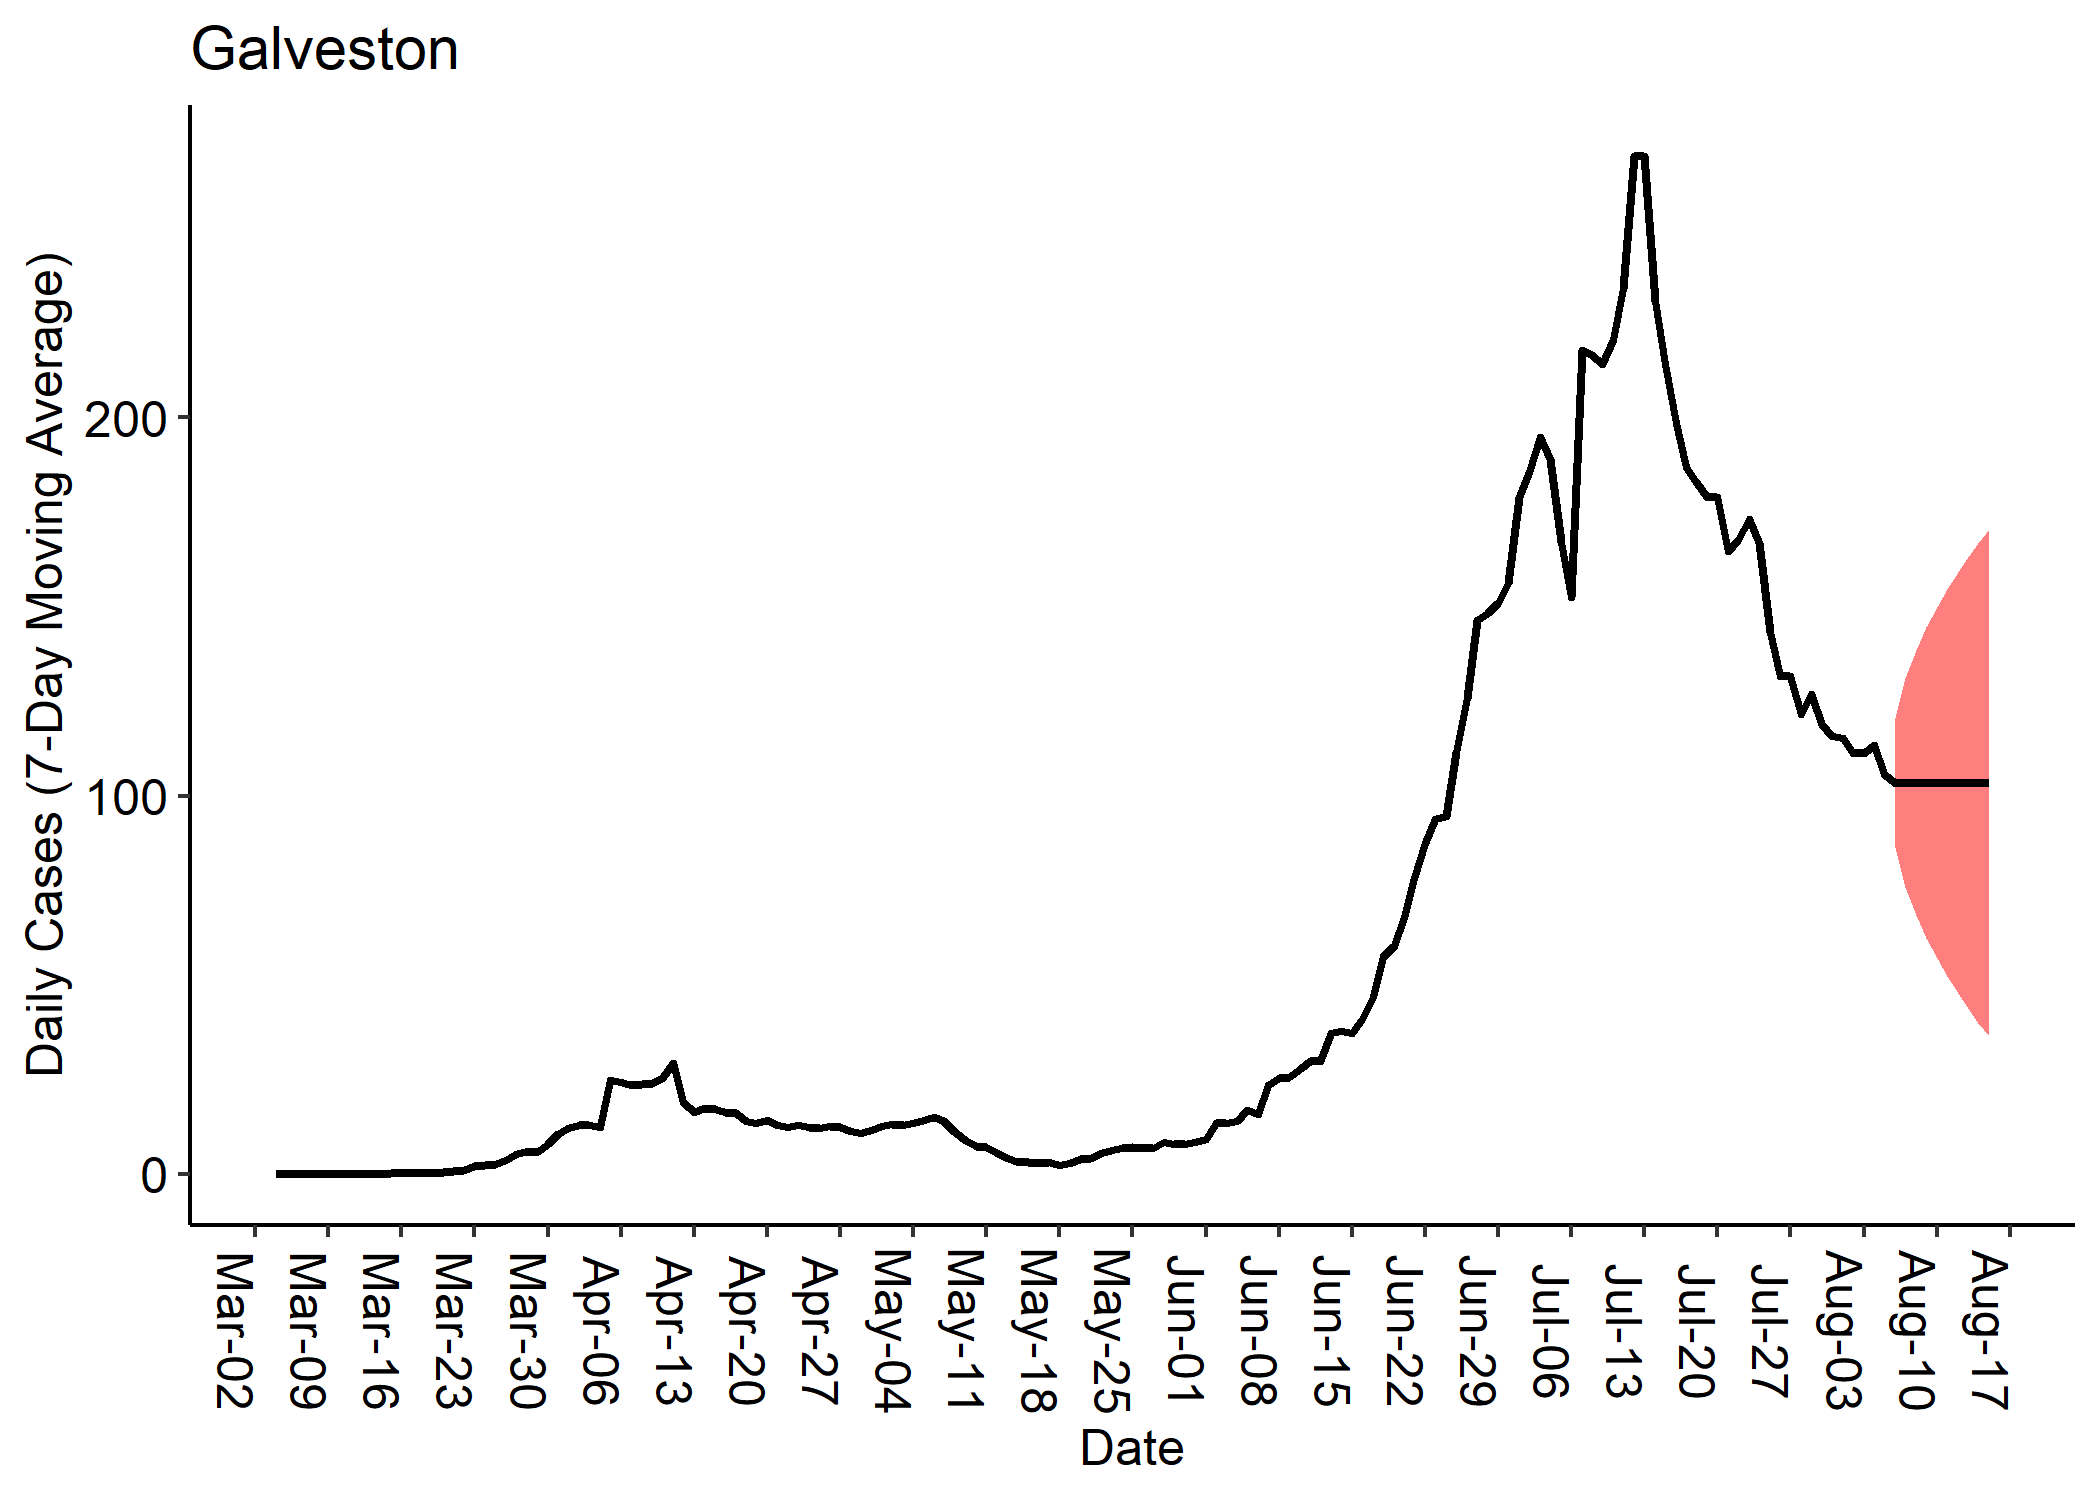 Galveston
Daily Cases (7-Day Moving Average)
200
100
0
Mar-02
Mar-09
Mar-16
Mar-23
Mar-30
Apr-06
Apr-13
Apr-20
Apr-27
May-04
May-11
May-18
May-25
Jun-01
Jun-08
Jun-15
Jun-22
Jun-29
Jul-06
Jul-13
Jul-20
Jul-27
Aug-03
Aug-10
Aug-17
Date